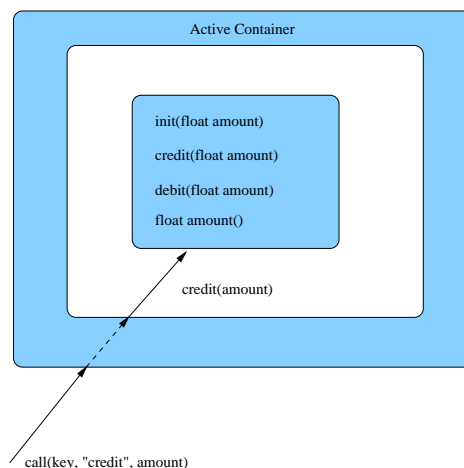 Active Container
init(float amount)
credit(float amount)
debit(float amount)
float amount()
credit(amount)
call(key, "credit", amount)